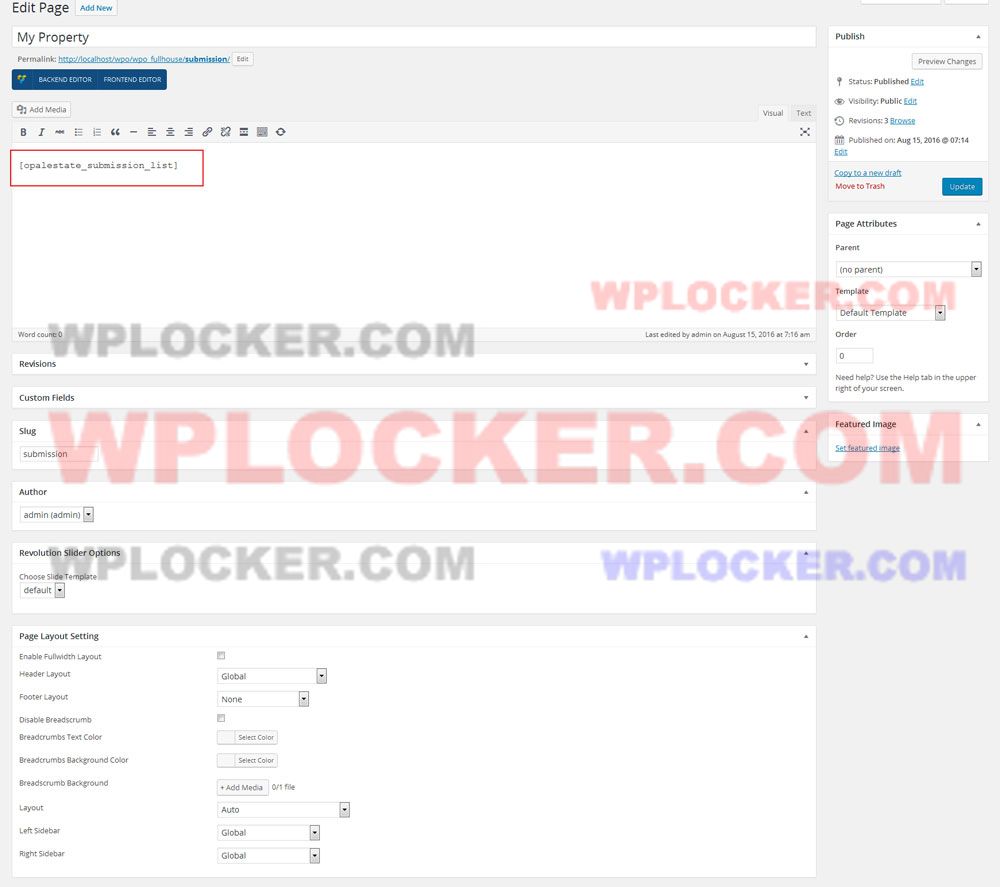 Edit Page Add New
My Property
Permalink: http://localhost/wpo/wpo_fullhouse/submission/ Edit
BACKEND EDITOR FRONTEND EDITOR
Add Media
Visual Text
B I ABC
[opalestate_submission_list]
Word count: 0 Last edited by admin on August 15, 2016 at 7:16 am
Revisions
Custom Fields
Slug
submission
Author
admin (admin)
Revolution Slider Options
Choose Slide Template
default
Page Layout Setting
Enable Fullwidth Layout
Header Layout Global
Footer Layout None
Disable Breadscrumb
Breadcrumbs Text Color Select Color
Breadcrumbs Background Color Select Color
Breadscrumb Background + Add Media 0/1 file
Layout Auto
Left Sidebar Global
Right Sidebar Global
Publish
Preview Changes
Status: Published Edit
Visibility: Public Edit
Revisions: 3 Browse
Published on: Aug 15, 2016 @ 07:14
Edit
Copy to a new draft
Move to Trash Update
Page Attributes
Parent
(no parent)
Template
Default Template
Order
0
Need help? Use the Help tab in the upper
right of your screen.
Featured Image
Set featured image
WPLOCKER.COM
WPLOCKER.COM
WPLOCKER.COM
WPLOCKER.COM
WPLOCKER.COM